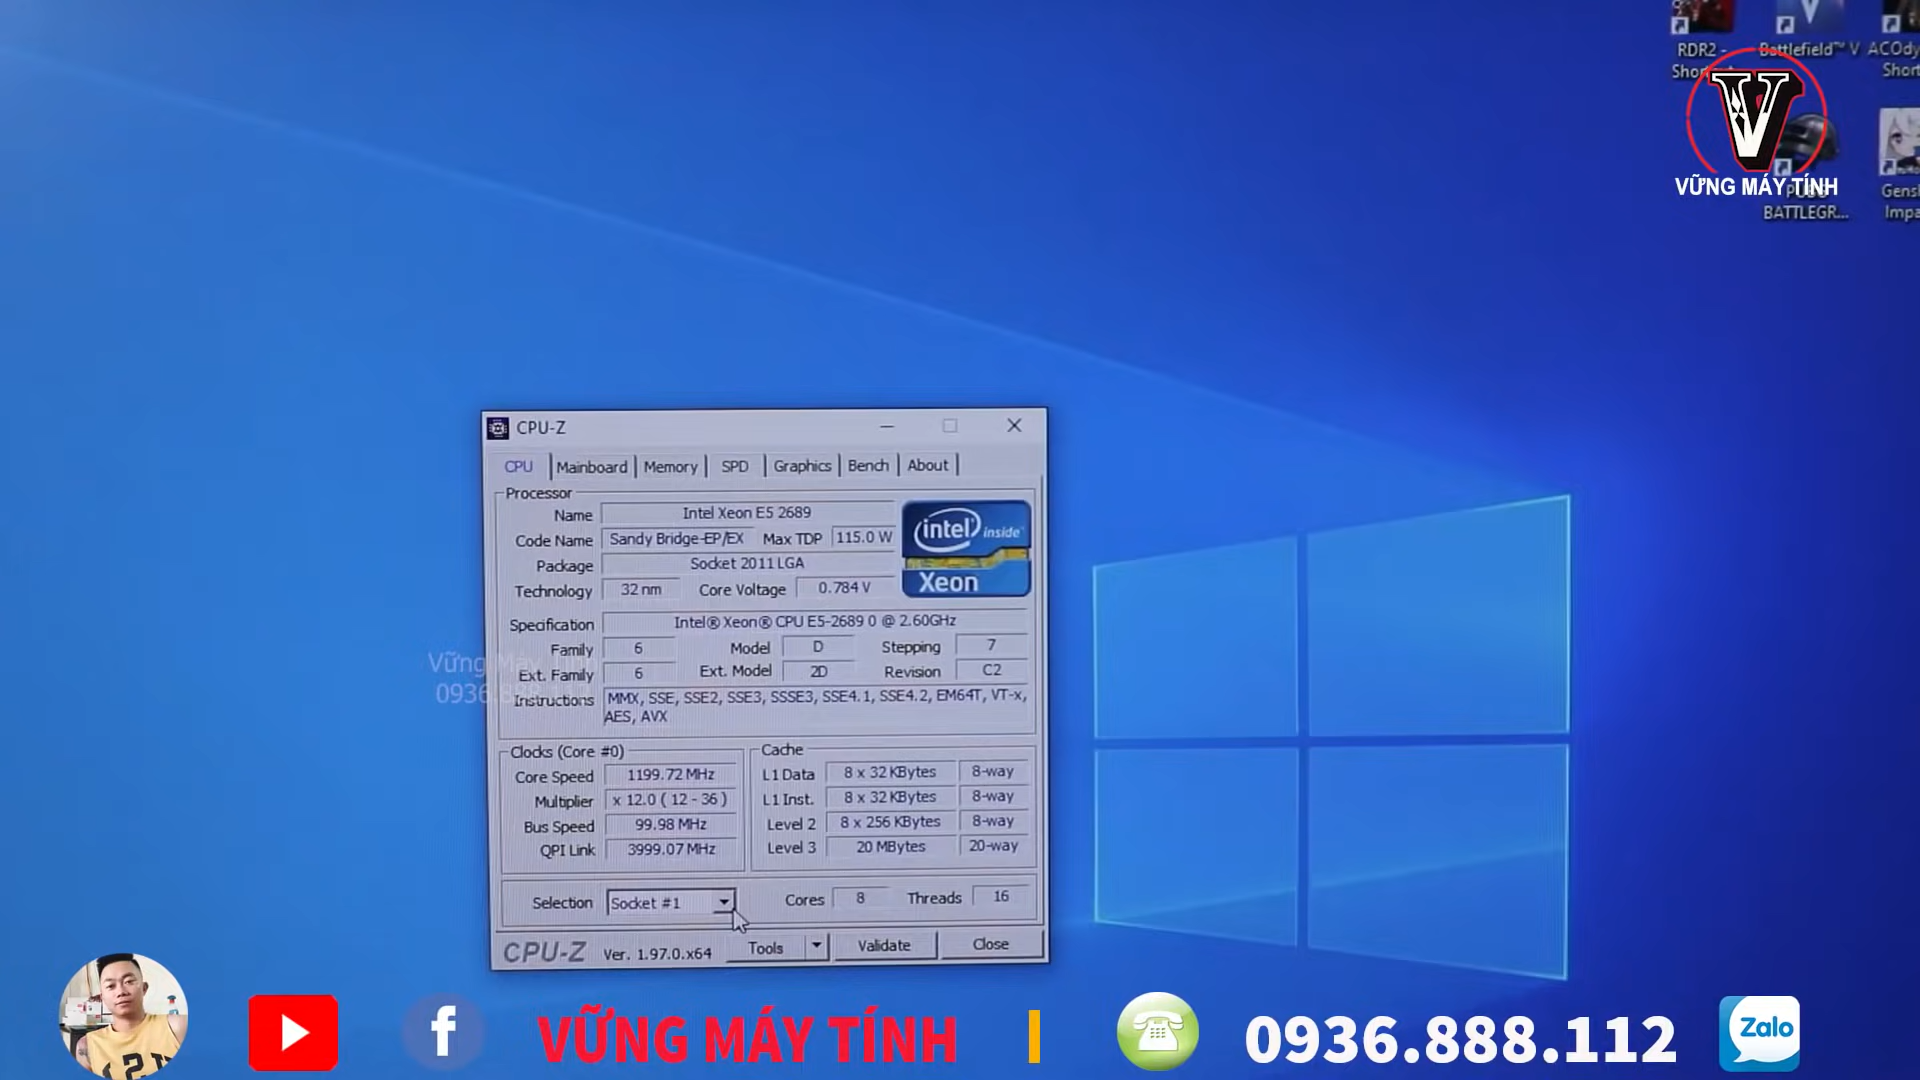 RDR2 -
Battlefield™ V
VỮNG MÁY TÍNH
BATTLEGR...
CPU-Z
CPU Mainboard Memory SPD Graphics Bench About
Processor
Name Intel Xeon E5 2689
Code Name Sandy Bridge-EP/EX Max TDP 115.0 W
Package Socket 2011 LGA
Technology 32 nm Core Voltage 0.784 V
intel inside
Xeon
Specification Intel® Xeon® CPU E5-2689 0 @ 2.60GHz
Family 6 Model D Stepping 7
Ext. Family 6 Ext. Model 2D Revision C2
Instructions MMX, SSE, SSE2, SSE3, SSSE3, SSE4.1, SSE4.2, EM64T, VT-x,
AES, AVX
Vững Máy Tính
Clocks (Core #0)
Core Speed 1199.72 MHz
Multiplier x 12.0 ( 12 - 36 )
Bus Speed 99.98 MHz
QPI Link 3999.07 MHz
Cache
L1 Data 8 x 32 KBytes 8-way
L1 Inst. 8 x 32 KBytes 8-way
Level 2 8 x 256 KBytes 8-way
Level 3 20 MBytes 20-way
Selection Socket #1 Cores 8 Threads 16
CPU-Z Ver. 1.97.0.x64 Tools Validate Close
VỮNG MÁY TÍNH
0936.888.112
Zalo